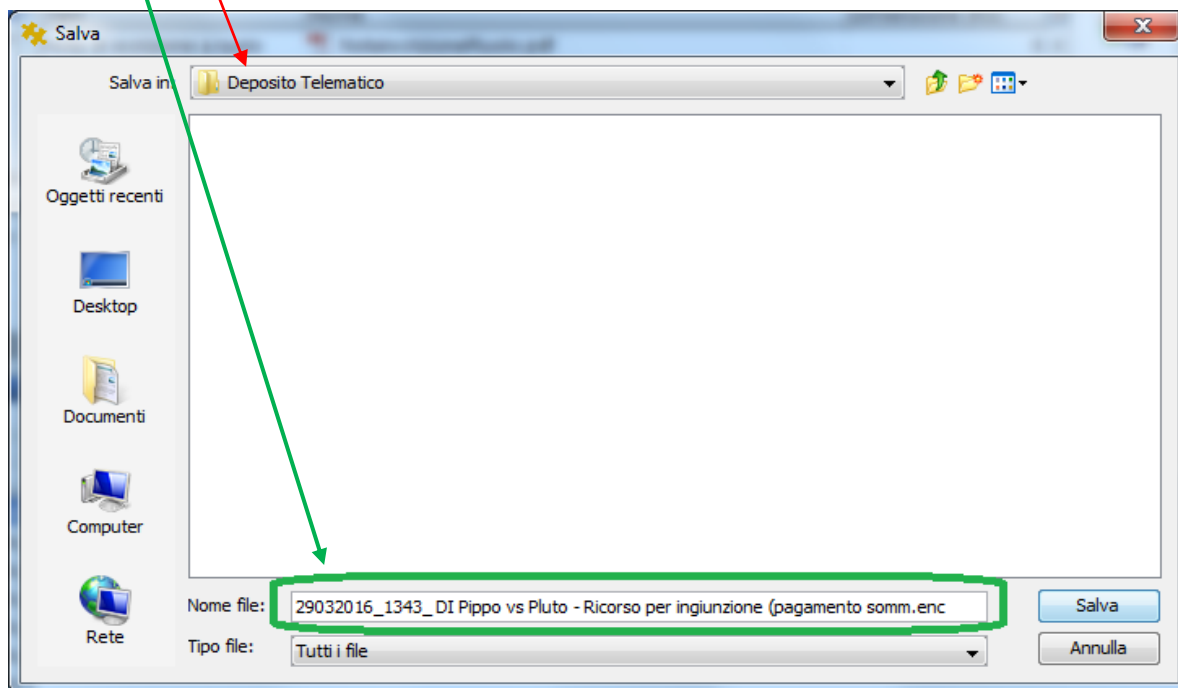 Salva
Salva in:
Deposito Telematico
Oggetti recenti
Desktop
Documenti
Computer
Rete
Nome file:
29032016_1343_ DI Pippo vs Pluto - Ricorso per ingiunzione (pagamento somm.enc
Salva
Tipo file:
Tutti i file
Annulla